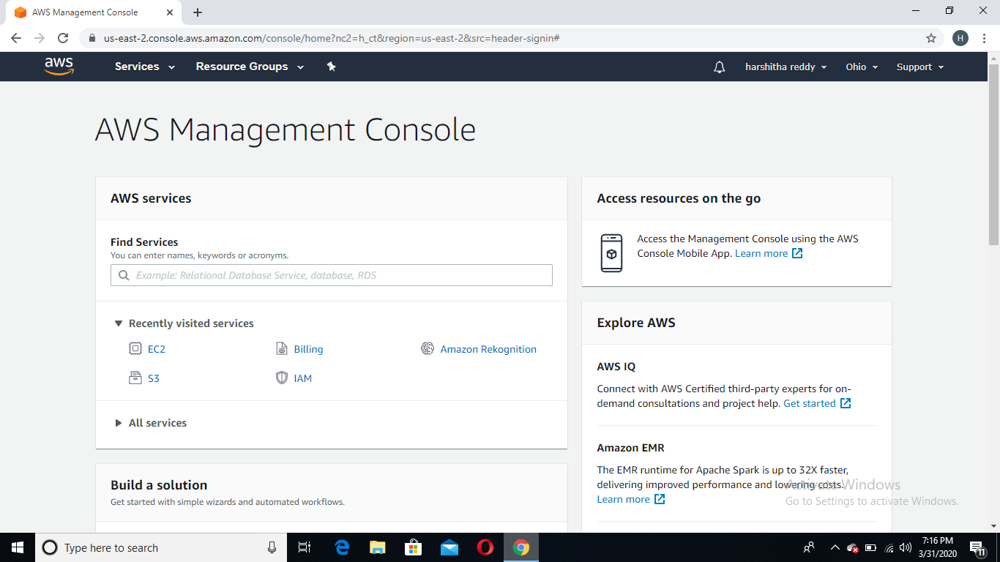 AWS Management Console
us-east-2.console.aws.amazon.com/console/home?nc2=h_ct&region=us-east-2&src=header-signin#
H
aws
Services
Resource Groups
harshitha reddy
Ohio
Support
AWS Management Console
AWS services
Find Services
You can enter names, keywords or acronyms.
Example: Relational Database Service, database, RDS
Recently visited services
EC2
Billing
Amazon Rekognition
S3
IAM
All services
Build a solution
Get started with simple wizards and automated workflows.
Access resources on the go
Access the Management Console using the AWS
Console Mobile App. Learn more
Explore AWS
AWS IQ
Connect with AWS Certified third-party experts for on-
demand consultations and project help. Get started
Amazon EMR
The EMR runtime for Apache Spark is up to 32X faster,
delivering improved performance and lowering costs.
Learn more
Activate Windows
Go to Settings to activate Windows.
Type here to search
7:16 PM
3/31/2020
11